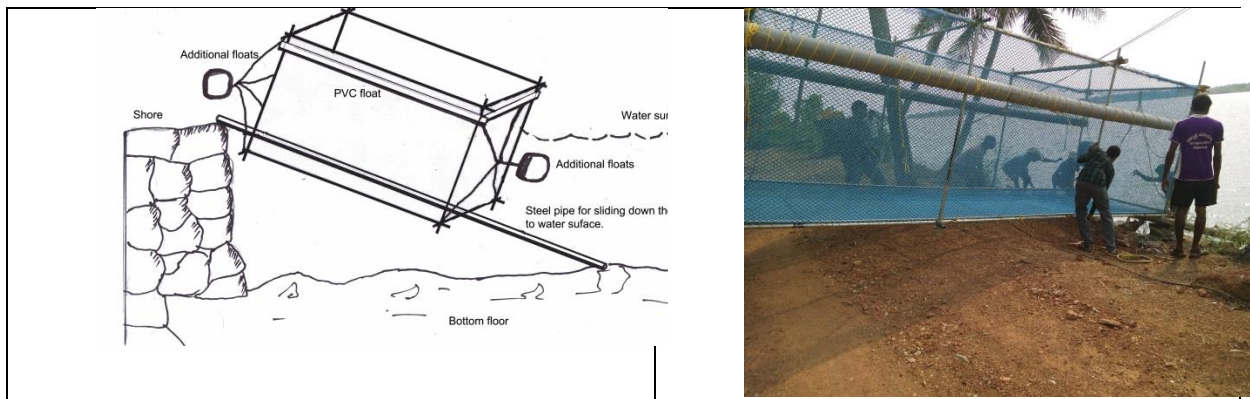 Additional floats
PVC float
Shore
Water sur
Additional floats
Steel pipe for sliding down th
to water suface.
Bottom floor